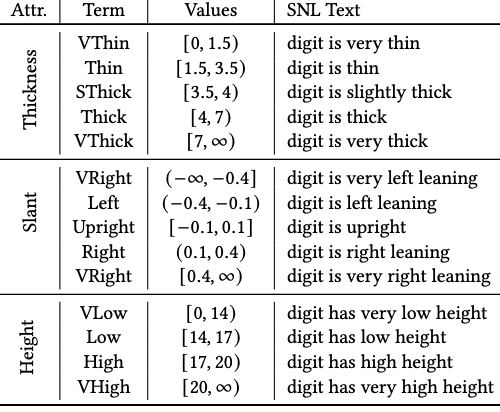 Attr. Term Values SNL Text
Thickness
VThin [0, 1.5) digit is very thin
Thin [1.5, 3.5) digit is thin
SThick [3.5, 4) digit is slightly thick
Thick [4, 7) digit is thick
VThick [7, ∞) digit is very thick
Slant
VRight (−∞, −0.4] digit is very left leaning
Left (−0.4, −0.1) digit is left leaning
Upright [−0.1, 0.1] digit is upright
Right (0.1, 0.4) digit is right leaning
VRight [0.4, ∞) digit is very right leaning
Height
VLow [0, 14) digit has very low height
Low [14, 17) digit has low height
High [17, 20) digit has high height
VHigh [20, ∞) digit has very high height